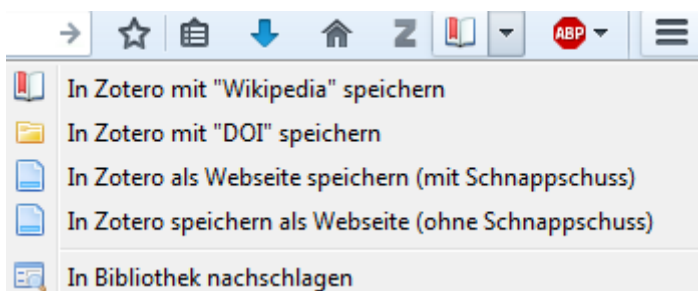 Z
ABP
In Zotero mit "Wikipedia" speichern
In Zotero mit "DOI" speichern
In Zotero als Webseite speichern (mit Schnappschuss)
In Zotero speichern als Webseite (ohne Schnappschuss)
In Bibliothek nachschlagen